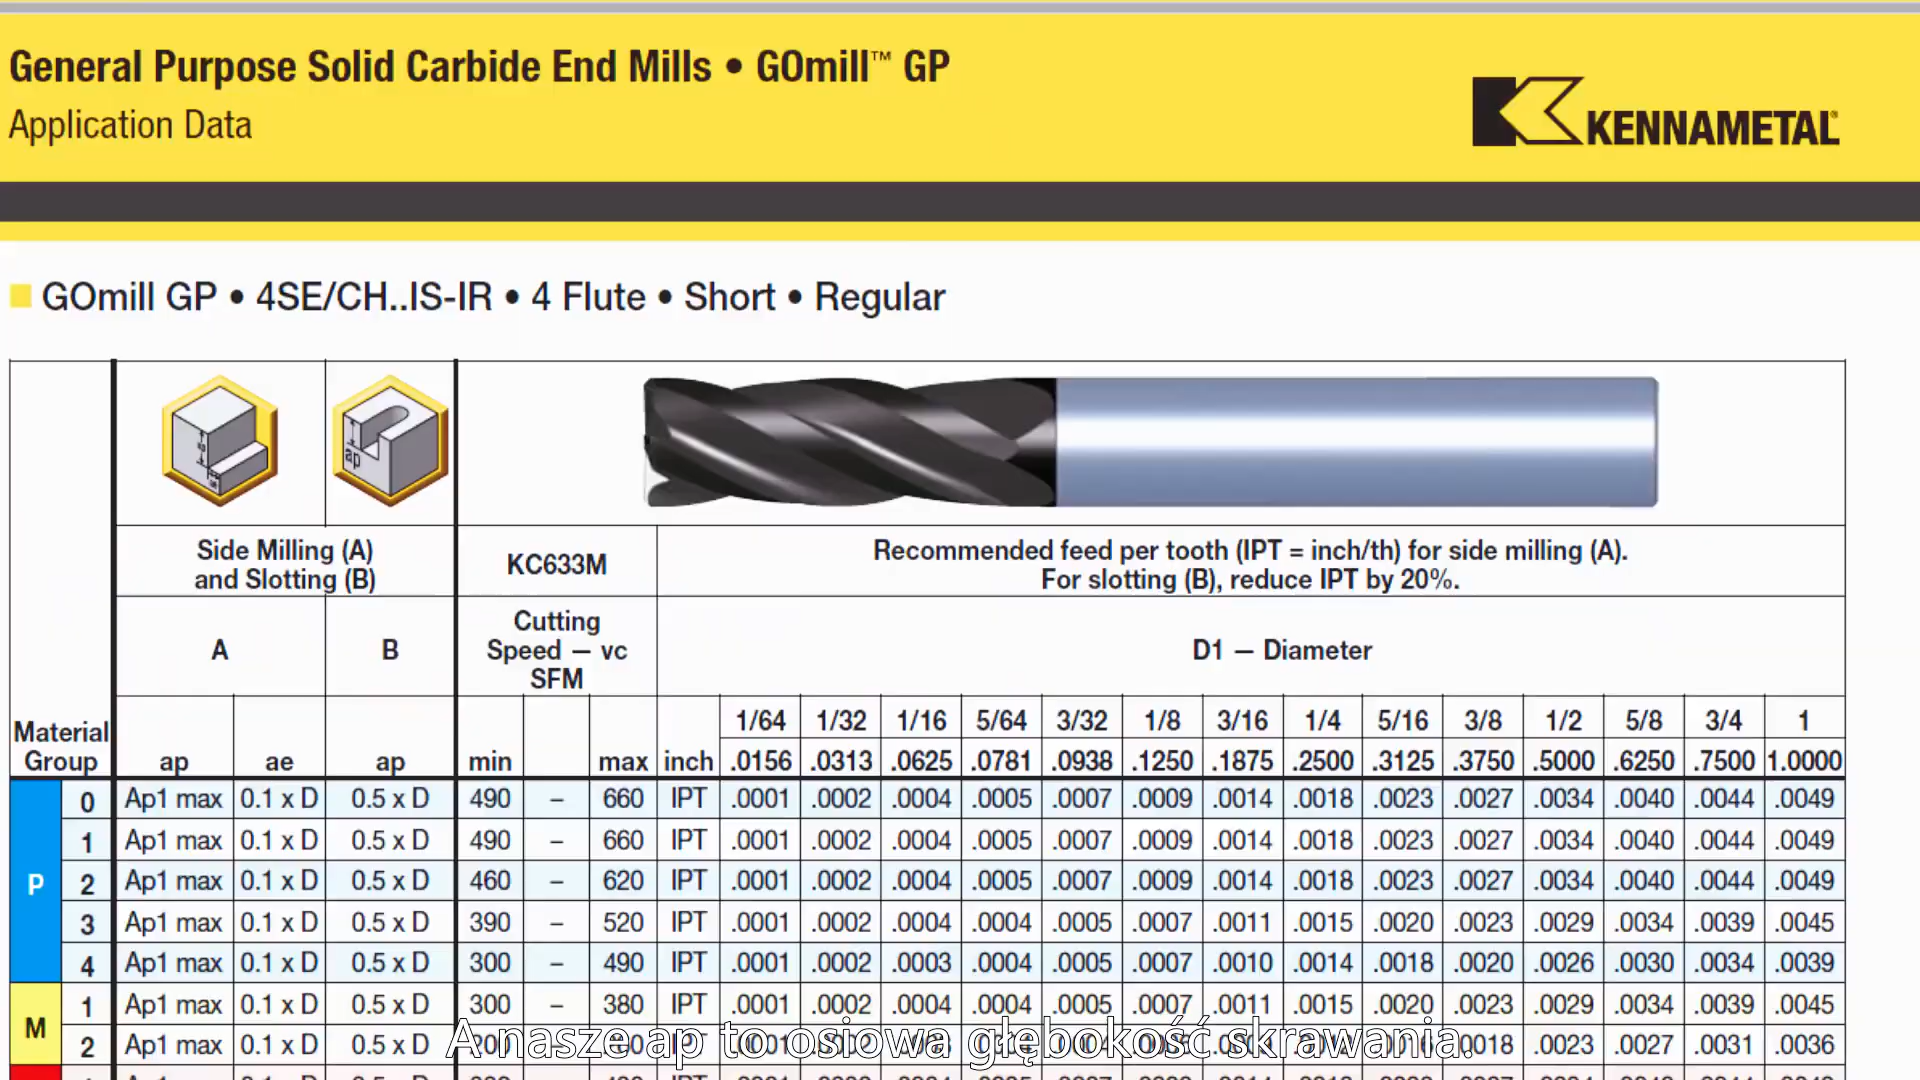 General Purpose Solid Carbide End Mills • GOmill™ GP
Application Data
KENNAMETAL®
GOmill GP • 4SE/CH..IS-IR • 4 Flute • Short • Regular
ap
Side Milling (A) and Slotting (B)
KC633M
Recommended feed per tooth (IPT = inch/th) for side milling (A).
For slotting (B), reduce IPT by 20%.
A B
Cutting Speed — vc SFM
D1 — Diameter
1/64 1/32 1/16 5/64 3/32 1/8 3/16 1/4 5/16 3/8 1/2 5/8 3/4 1
Material Group ap ae ap min max inch .0156 .0313 .0625 .0781 .0938 .1250 .1875 .2500 .3125 .3750 .5000 .6250 .7500 1.0000
P
0 Ap1 max 0.1 x D 0.5 x D 490 – 660 IPT .0001 .0002 .0004 .0005 .0007 .0009 .0014 .0018 .0023 .0027 .0034 .0040 .0044 .0049
1 Ap1 max 0.1 x D 0.5 x D 490 – 660 IPT .0001 .0002 .0004 .0005 .0007 .0009 .0014 .0018 .0023 .0027 .0034 .0040 .0044 .0049
2 Ap1 max 0.1 x D 0.5 x D 460 – 620 IPT .0001 .0002 .0004 .0005 .0007 .0009 .0014 .0018 .0023 .0027 .0034 .0040 .0044 .0049
3 Ap1 max 0.1 x D 0.5 x D 390 – 520 IPT .0001 .0002 .0004 .0004 .0005 .0007 .0011 .0015 .0020 .0023 .0029 .0034 .0039 .0045
4 Ap1 max 0.1 x D 0.5 x D 300 – 490 IPT .0001 .0002 .0003 .0004 .0005 .0007 .0010 .0014 .0018 .0020 .0026 .0030 .0034 .0039
M
1 Ap1 max 0.1 x D 0.5 x D 300 – 380 IPT .0001 .0002 .0004 .0004 .0005 .0007 .0011 .0015 .0020 .0023 .0029 .0034 .0039 .0045
2 Ap1 max 0.1 x D 0.5 x D .0023 .0027 .0031 .0036
A nasze ap to osiowa głębokość skrawania.